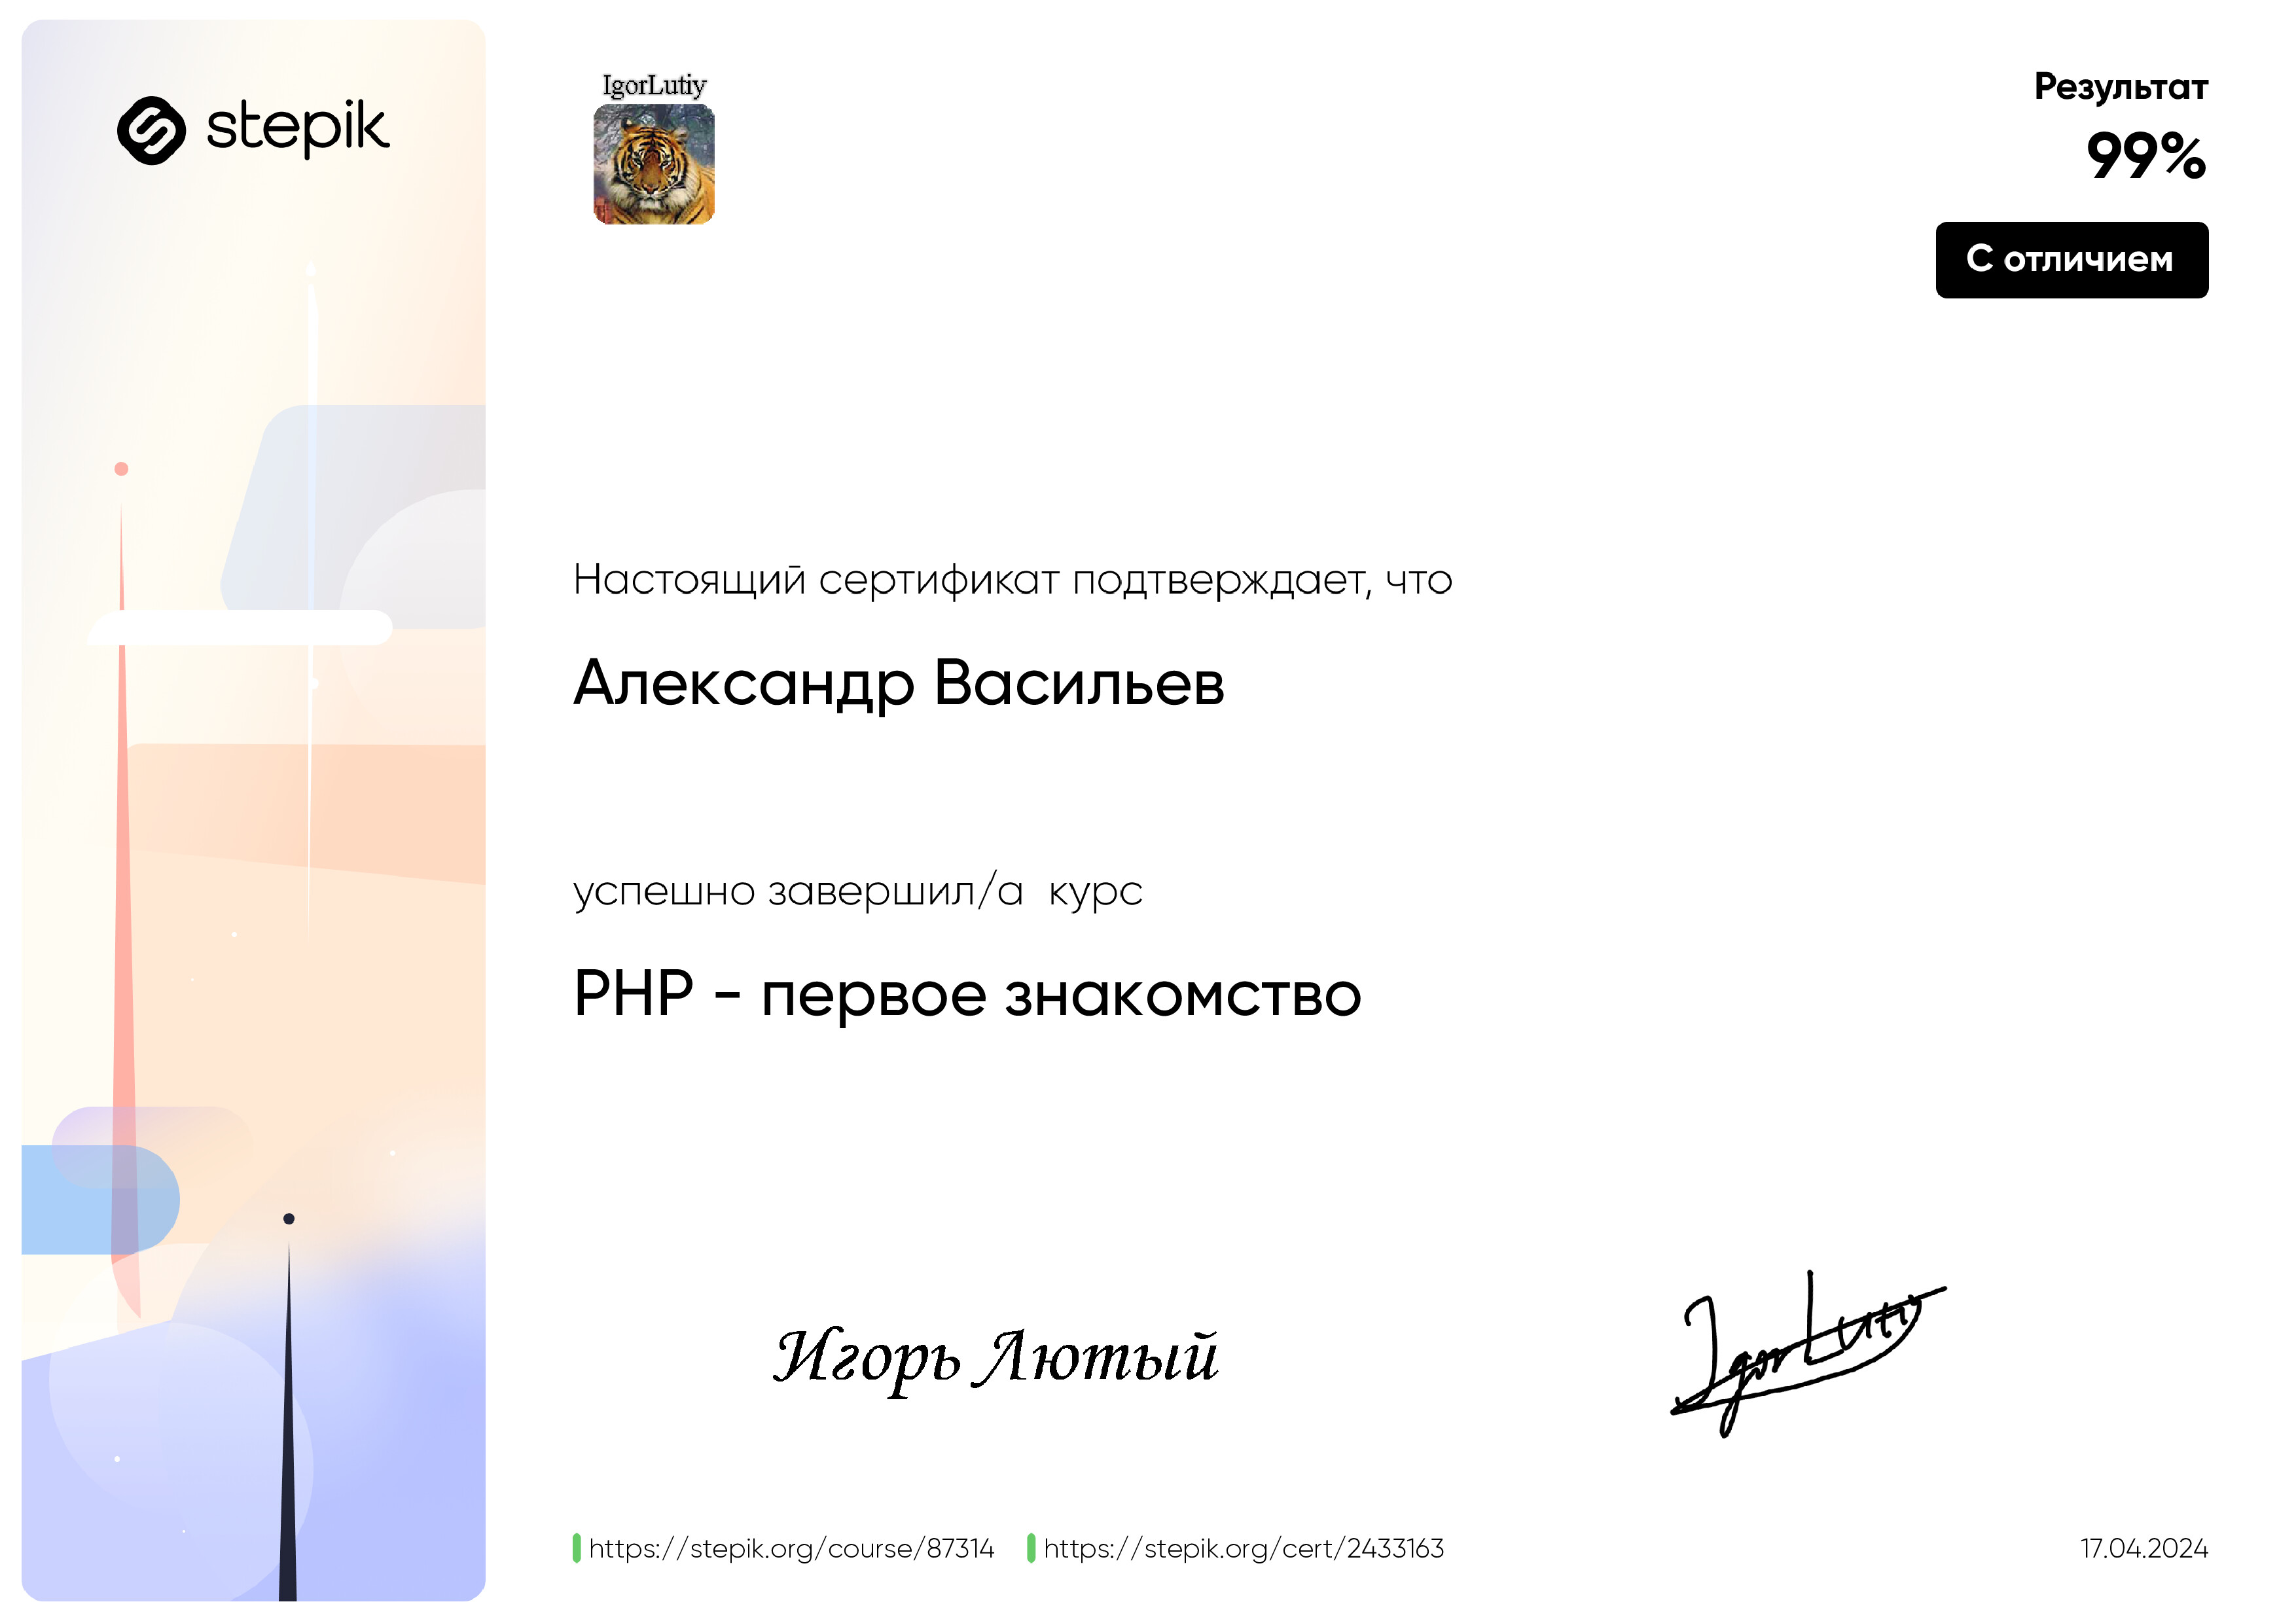 stepik
IgorLutiy
Результат
99%
С отличием
Настоящий сертификат подтверждает, что
Александр Васильев
успешно завершил/а курс
PHP - первое знакомство
Игорь Лютый
IgorLutiy
https://stepik.org/course/87314
https://stepik.org/cert/2433163
17.04.2024